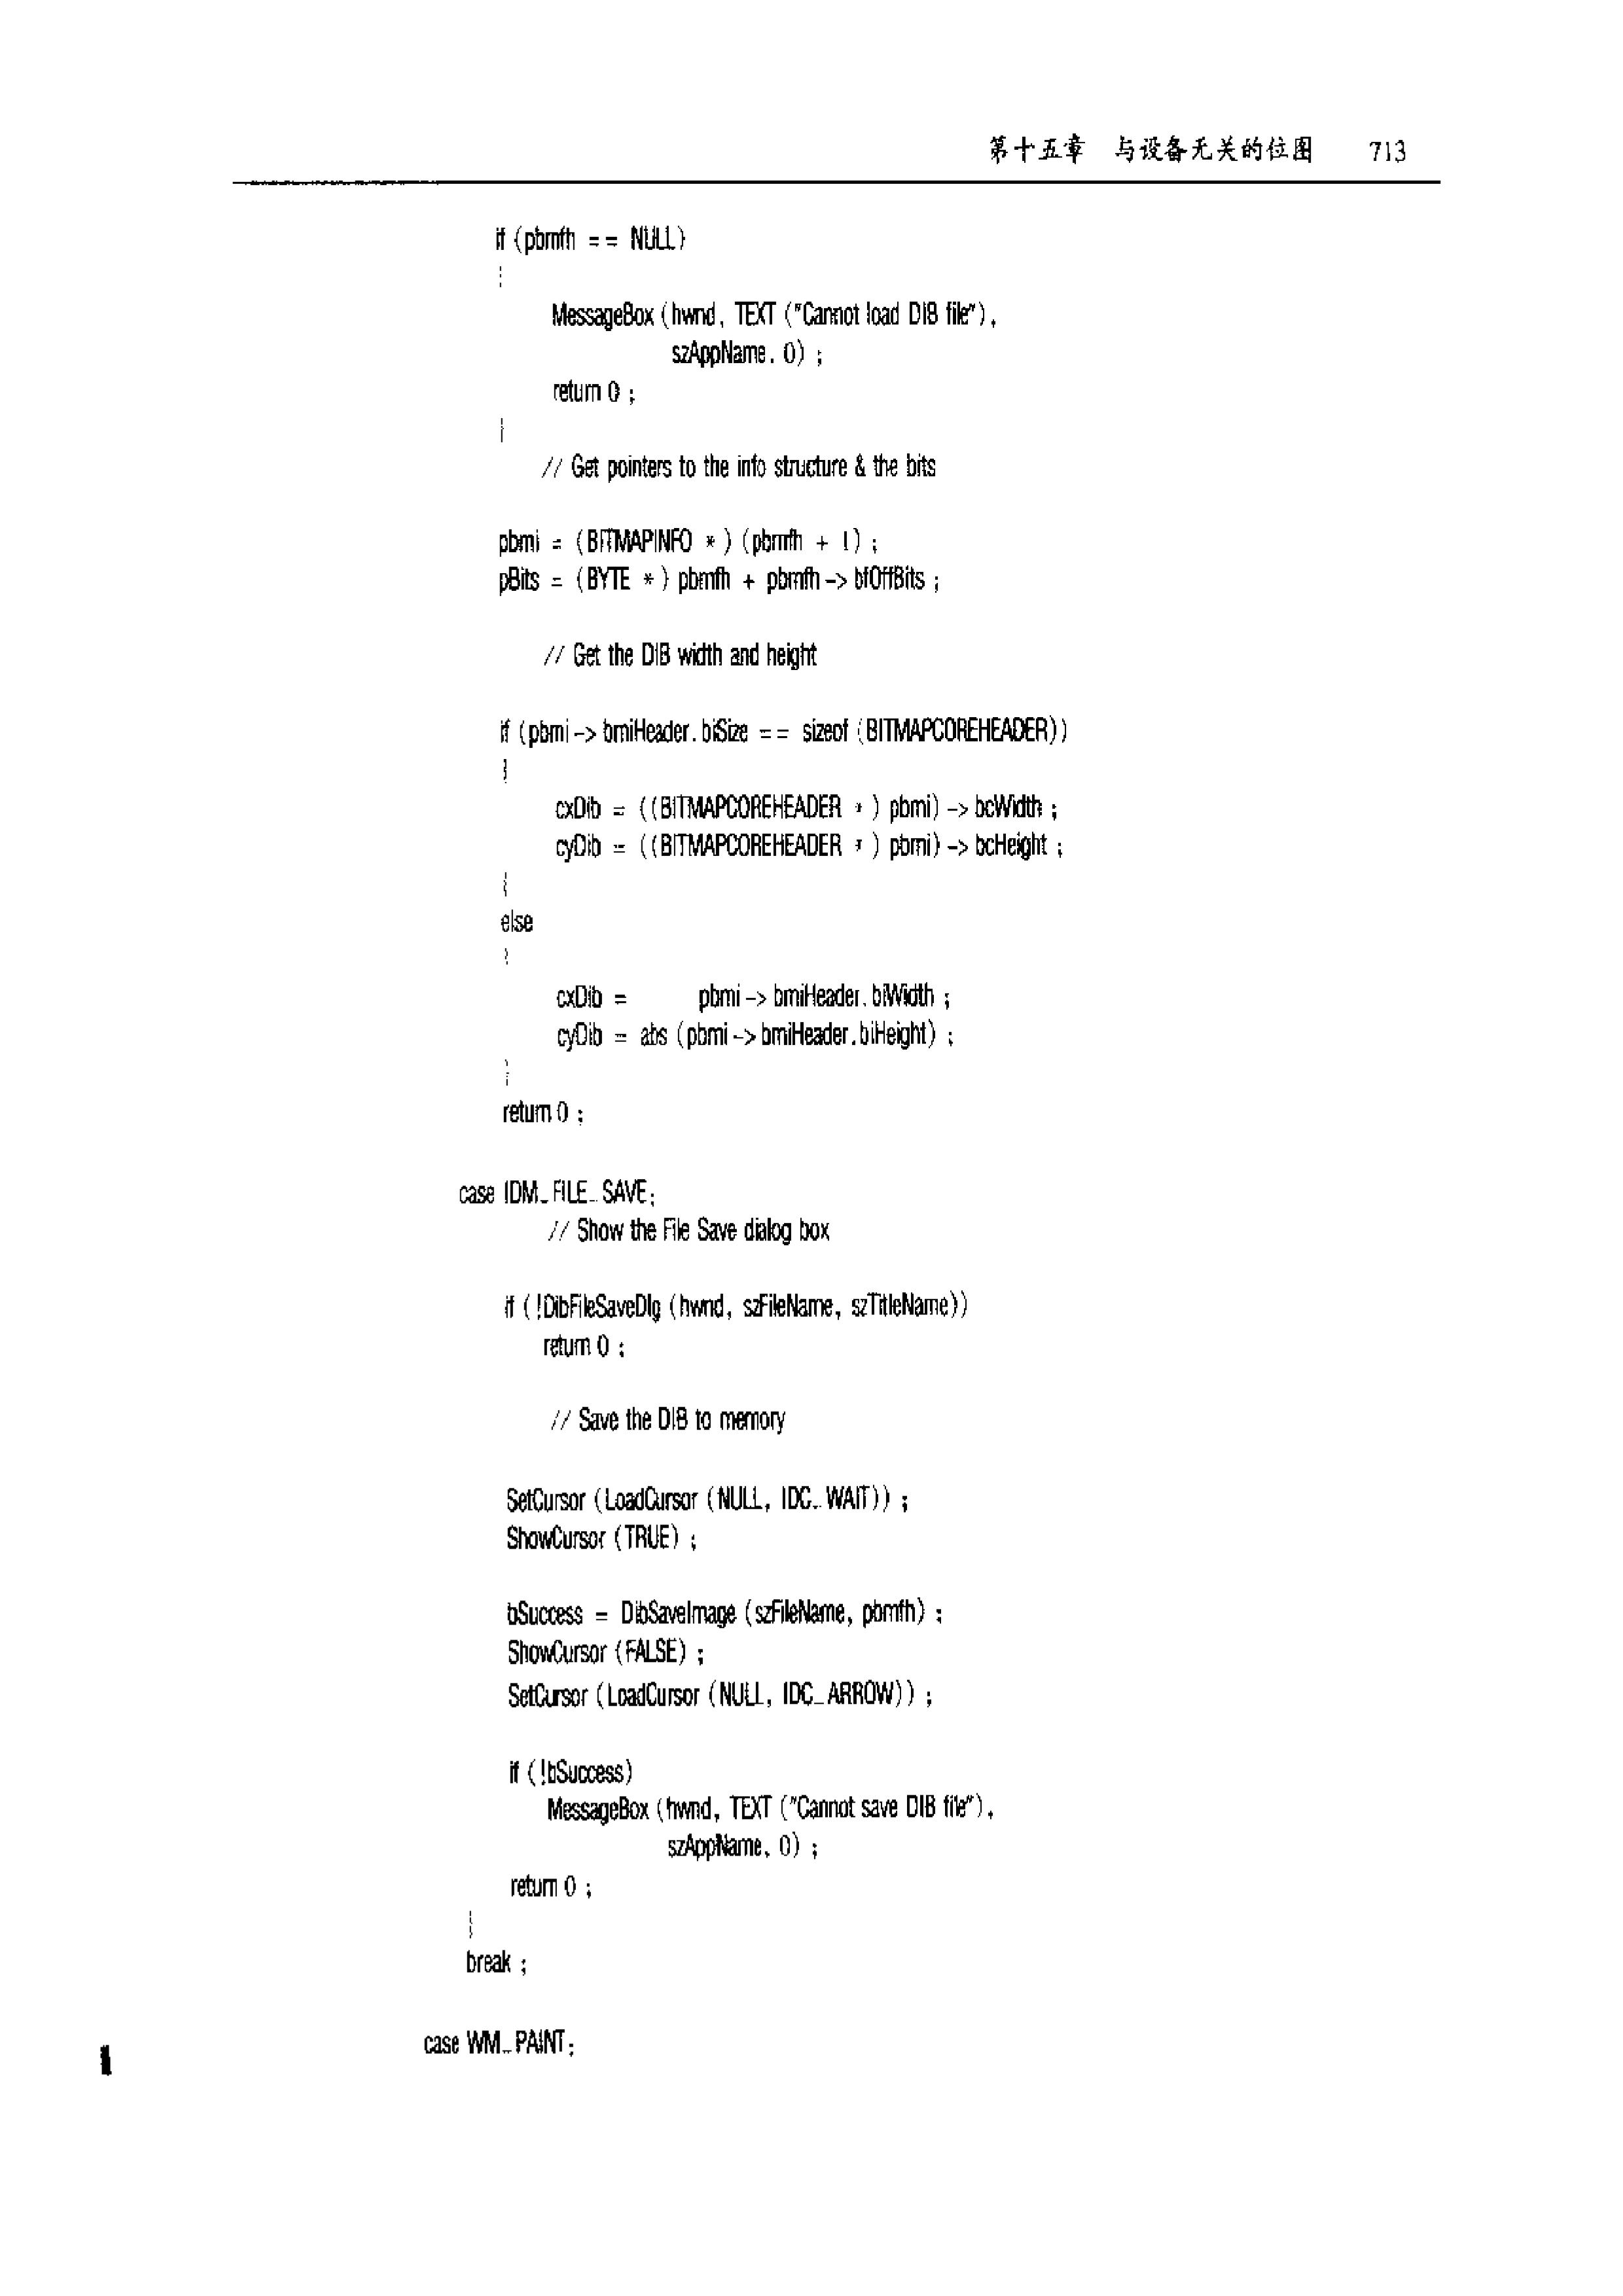 第十五章 与设备无关的位图 713
if (pbmfh == NULL)
{
MessageBox (hwnd, TEXT ("Cannot load DIB file"),
szAppName, 0) ;
return 0 ;
}
// Get pointers to the info structure & the bits
pbmi = (BITMAPINFO *) (pbmfh + 1) ;
pBits = (BYTE *) pbmfh + pbmfh -> bfOffBits ;
// Get the DIB width and height
if (pbmi -> bmiHeader.biSize == sizeof (BITMAPCOREHEADER))
{
cxDib = ((BITMAPCOREHEADER *) pbmi) -> bcWidth ;
cyDib = ((BITMAPCOREHEADER *) pbmi) -> bcHeight ;
}
else
{
cxDib = pbmi -> bmiHeader.biWidth ;
cyDib = abs (pbmi -> bmiHeader.biHeight) ;
}
return 0 ;
case IDM_FILE_SAVE:
// Show the File Save dialog box
if (!DibFileSaveDlg (hwnd, szFileName, szTitleName))
return 0 ;
// Save the DIB to memory
SetCursor (LoadCursor (NULL, IDC_WAIT)) ;
ShowCursor (TRUE) ;
bSuccess = DibSaveImage (szFileName, pbmfh) ;
ShowCursor (FALSE) ;
SetCursor (LoadCursor (NULL, IDC_ARROW)) ;
if (!bSuccess)
MessageBox (hwnd, TEXT ("Cannot save DIB file"),
szAppName, 0) ;
return 0 ;
}
break ;
case WM_PAINT: